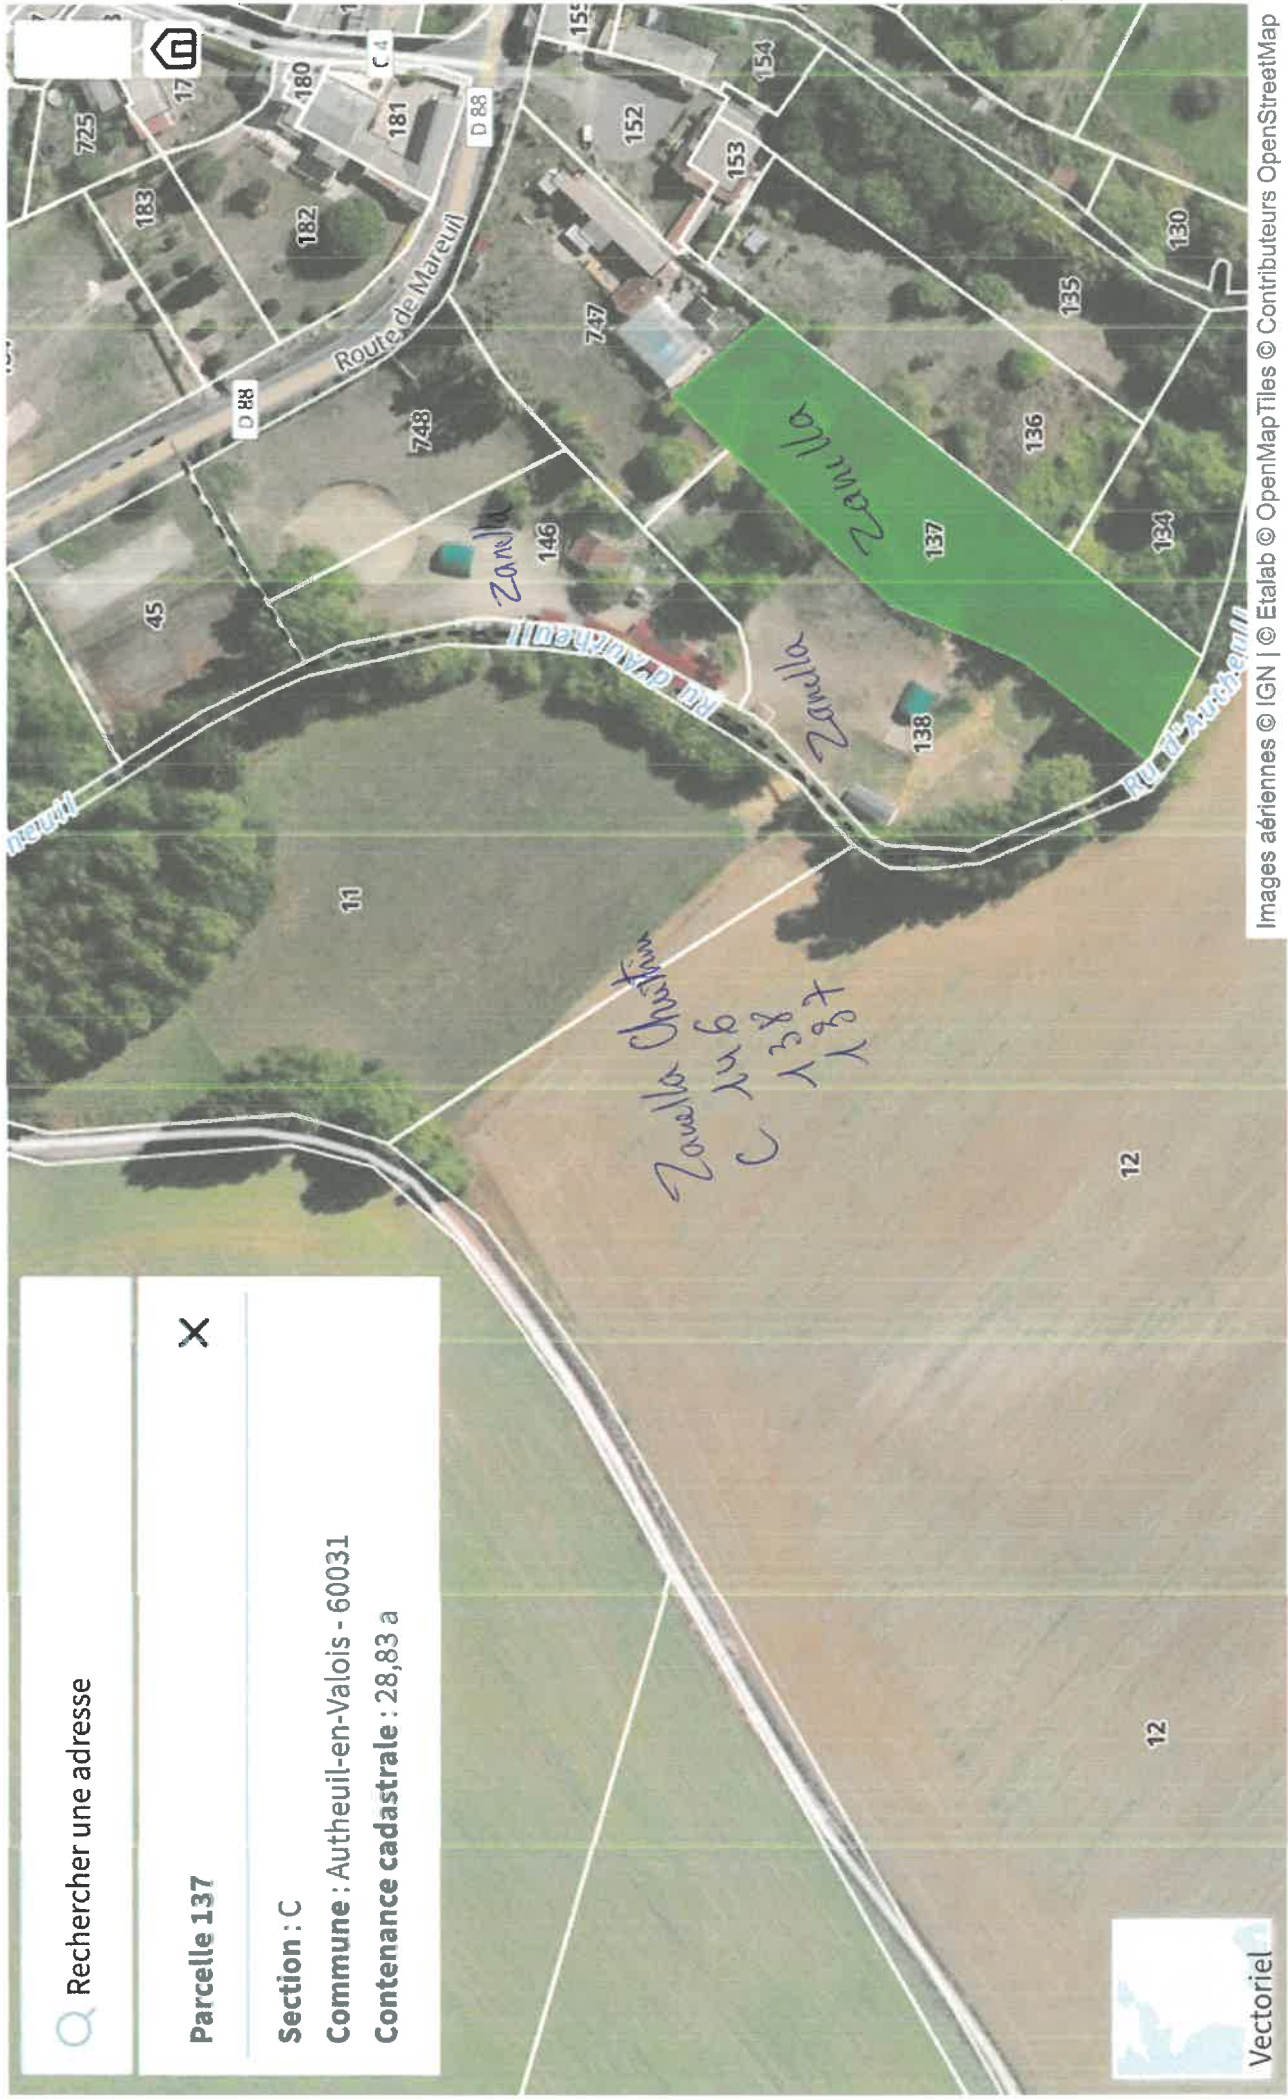 Rechercher une adresse
Parcelle 137
Section : C
Commune : Autheuil-en-Valois - 60031
Contenance cadastrale : 28,83 a
Vectoriel
12
12
11
Zanella
C 146
138
137
45
Zanella
146
748
D 88
Route de Mareuil
183
725
17
182
180
181
C 4
D 88
Ru d'Autheuil
747
152
155
153
154
Zanella
138
Zanella
137
136
135
134
130
Ru d'Autheuil
Images aériennes © IGN | © Etalab © OpenMapTiles © Contributeurs OpenStreetMap